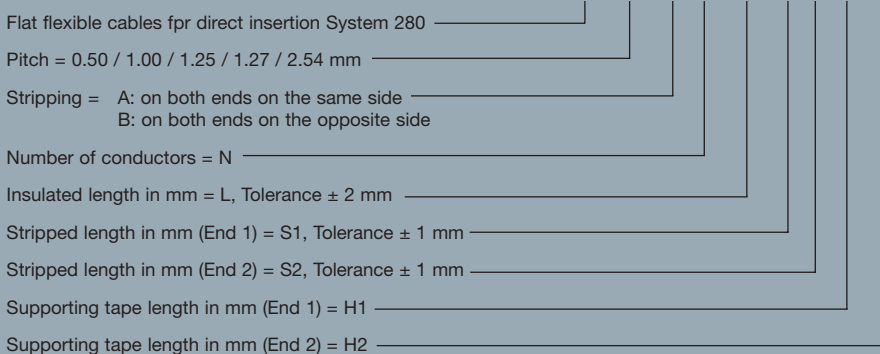 Flat flexible cables fpr direct insertion System 280
Pitch = 0.50 / 1.00 / 1.25 / 1.27 / 2.54 mm
Stripping = A: on both ends on the same side
B: on both ends on the opposite side
Number of conductors = N
Insulated length in mm = L, Tolerance ± 2 mm
Stripped length in mm (End 1) = S1, Tolerance ± 1 mm
Stripped length in mm (End 2) = S2, Tolerance ± 1 mm
Supporting tape length in mm (End 1) = H1
Supporting tape length in mm (End 2) = H2